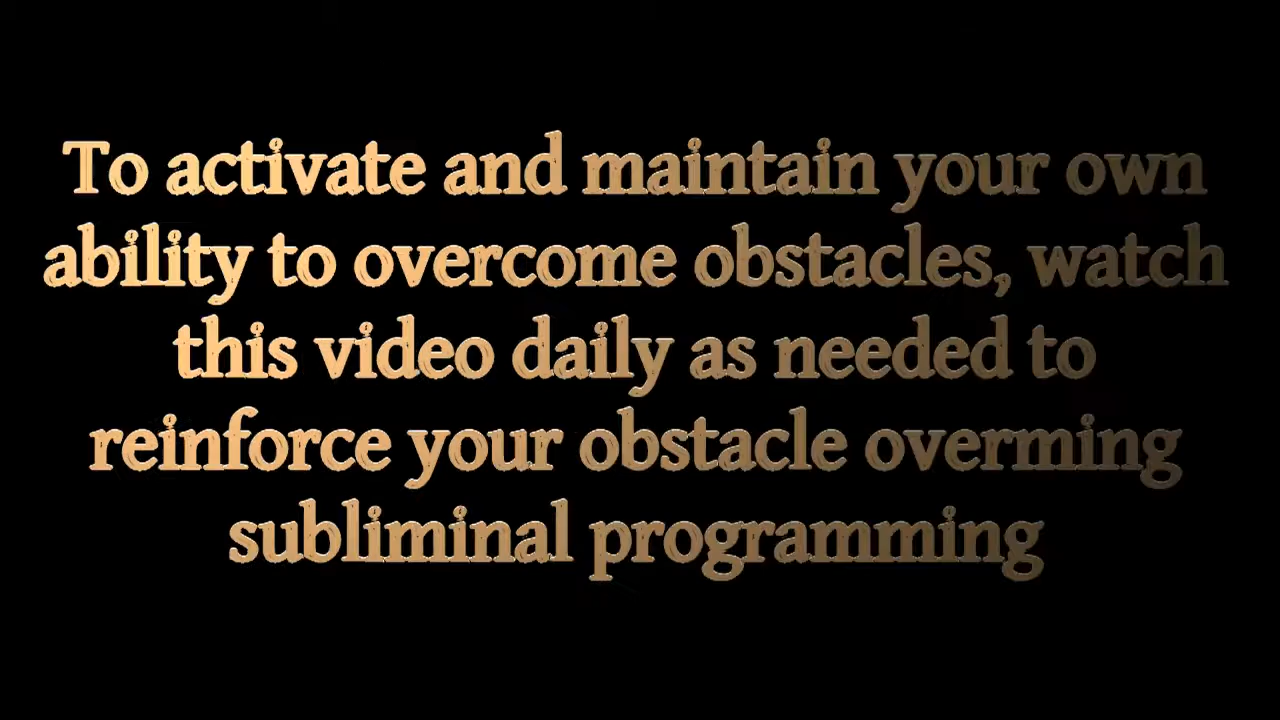 To activate and maintain your own
ability to overcome obstacles, watch
this video daily as needed to
reinforce your obstacle overming
subliminal programming